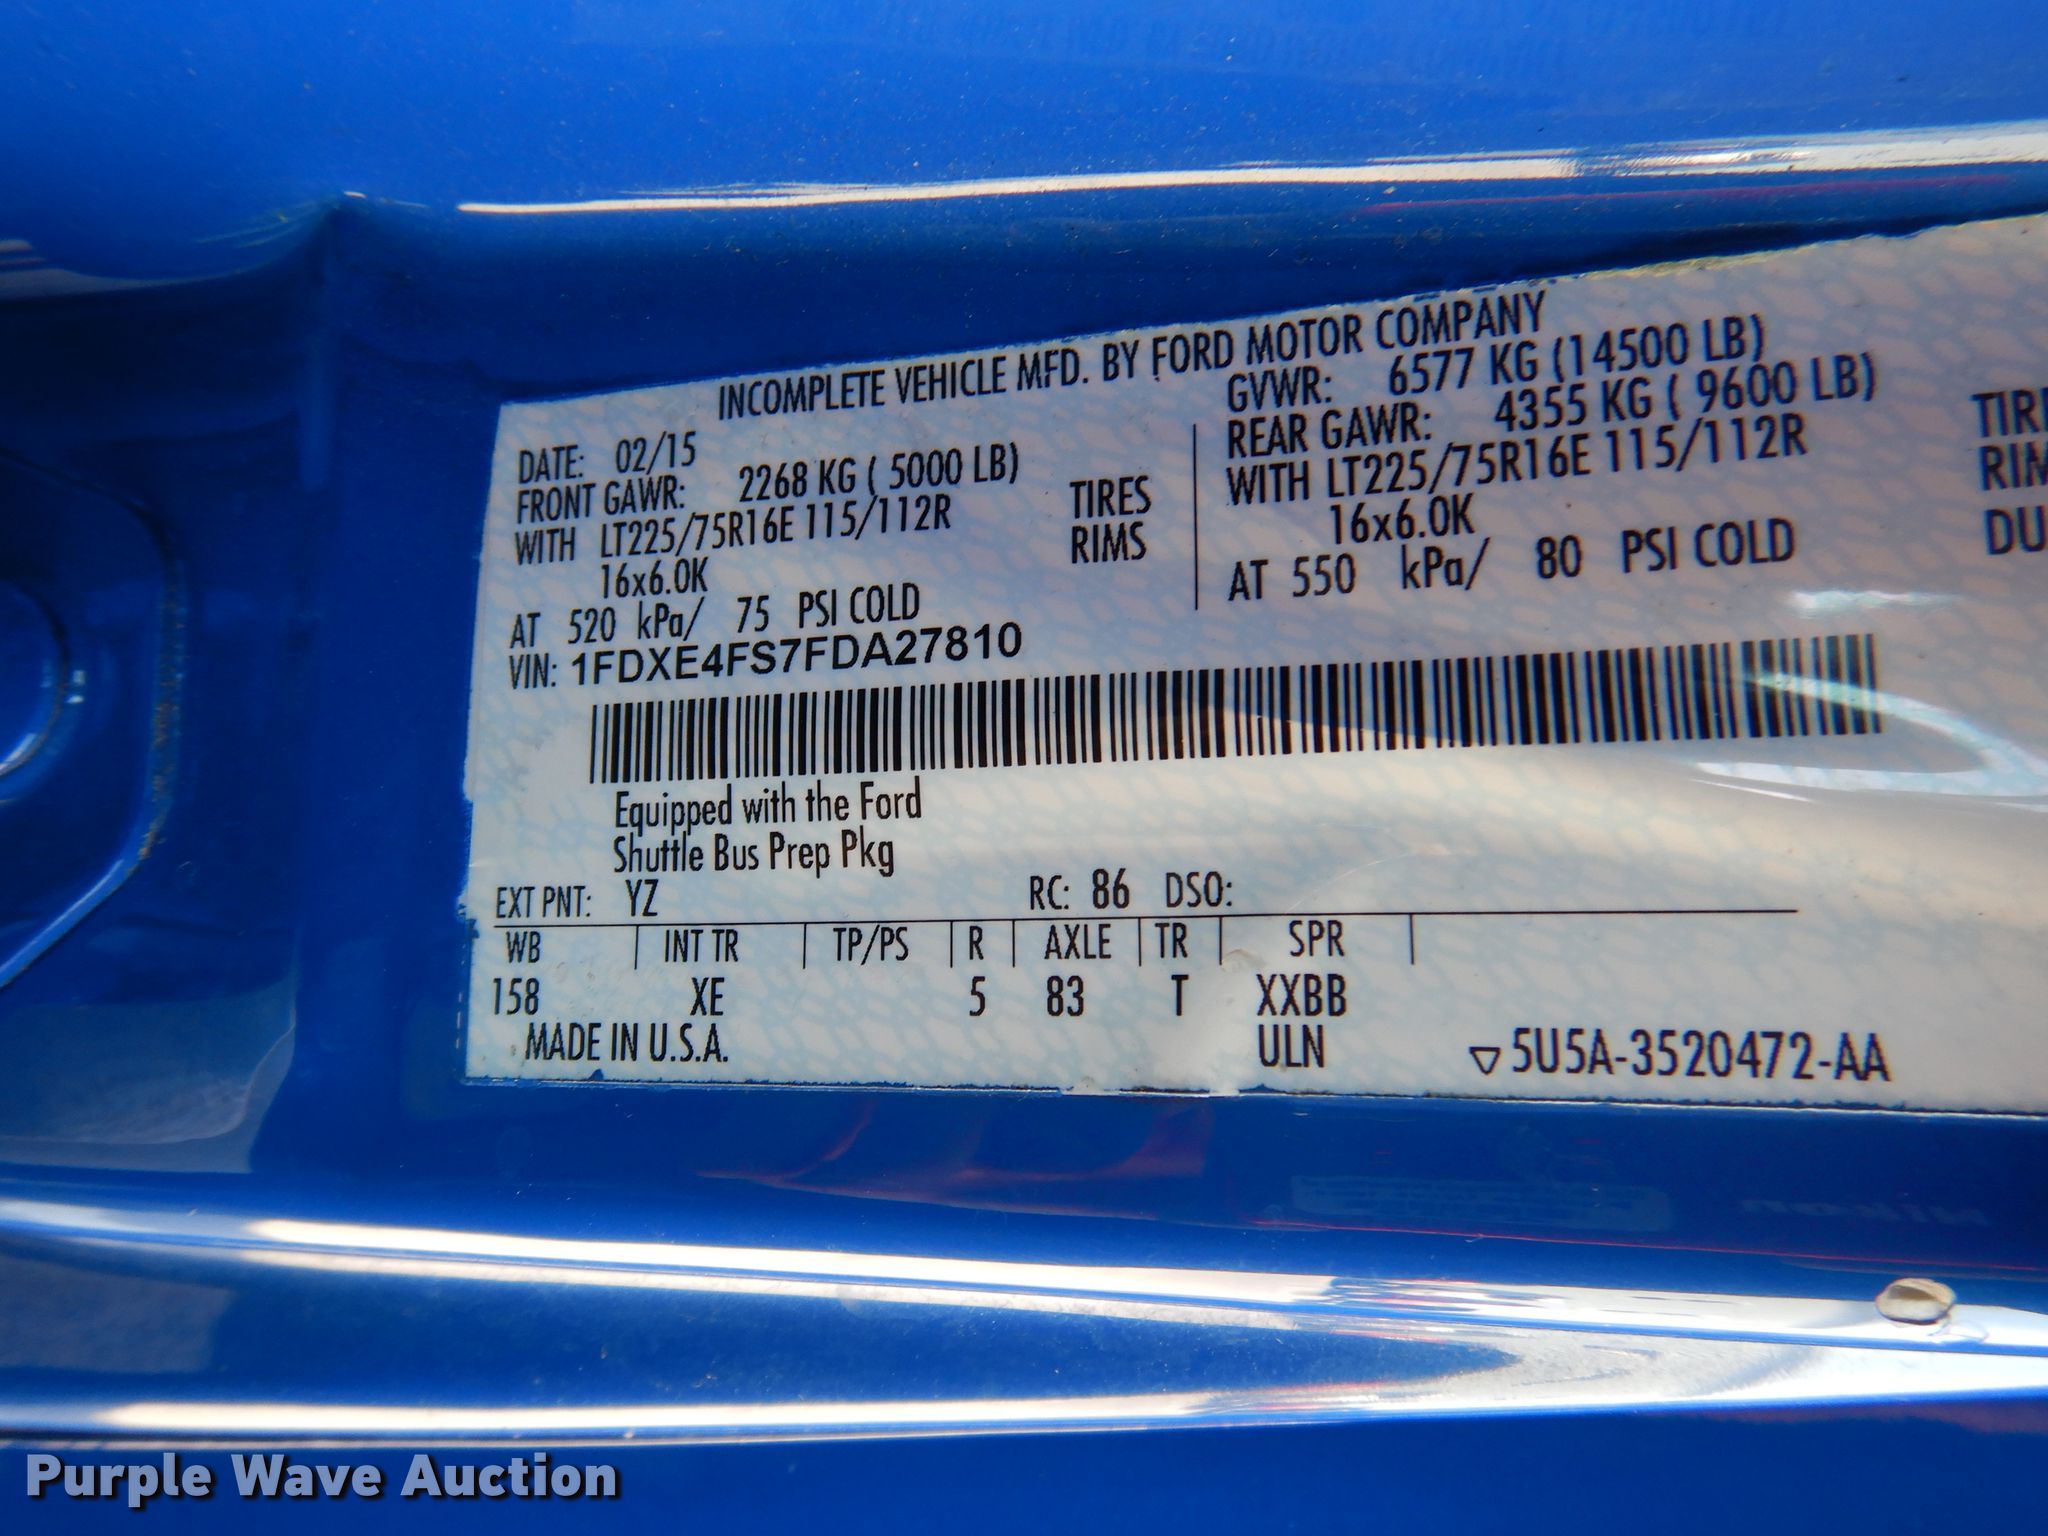 INCOMPLETE VEHICLE MFD. BY FORD MOTOR COMPANY
DATE: 02/15
GVWR: 6577 KG (14500 LB)
FRONT GAWR: 2268 KG ( 5000 LB)
WITH LT225/75R16E 115/112R TIRES
16x6.0K RIMS
AT 520 kPa/ 75 PSI COLD
REAR GAWR: 4355 KG ( 9600 LB)
WITH LT225/75R16E 115/112R
16x6.0K
AT 550 kPa/ 80 PSI COLD
VIN: 1FDXE4FS7FDA27810
Equipped with the Ford
Shuttle Bus Prep Pkg
EXT PNT: YZ RC: 86 DSO:
WB INT TR TP/PS R AXLE TR SPR
158 XE 5 83 T XXBB
MADE IN U.S.A. ULN ▽5U5A-3520472-AA
Purple Wave Auction